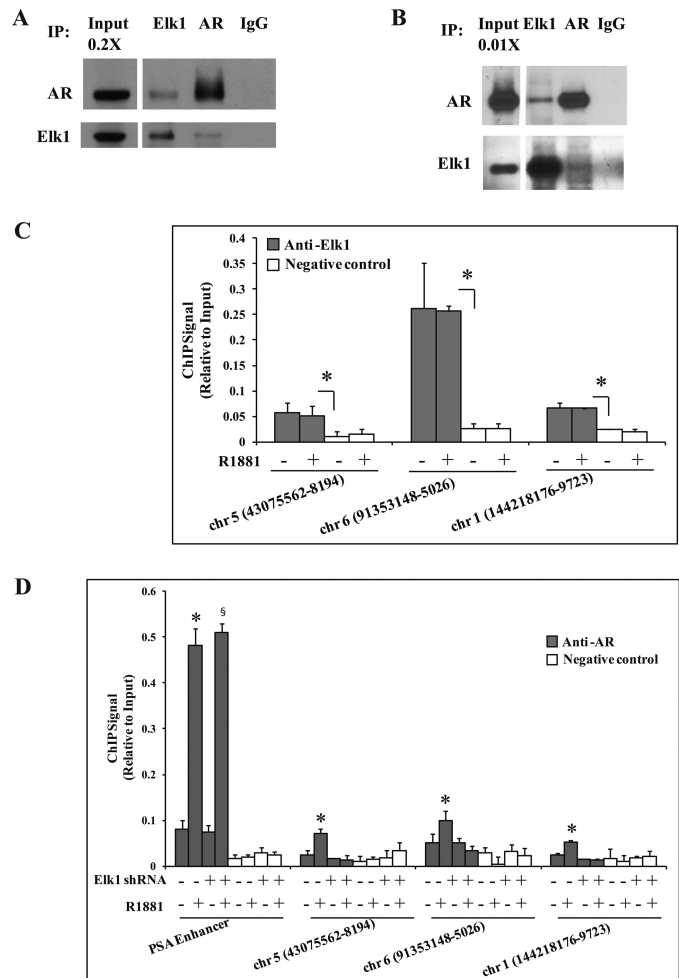 A
IP: Input 0.2X Elk1 AR IgG
AR
Elk1
B
IP: Input 0.01X Elk1 AR IgG
AR
Elk1
C
0.4
0.35
0.3
0.25
0.2
0.15
0.1
0.05
0
ChIP Signal
(Relative to Input)
Anti-Elk1
Negative control
* * *
R1881 - + - + - + - + - + - +
chr 5 (43075562-8194)
chr 6 (91353148-5026)
chr 1 (144218176-9723)
D
0.6
0.5
0.4
0.3
0.2
0.1
0
ChIP Signal
(Relative to Input)
Anti-AR
Negative control
* § * * *
Elk1 shRNA - - + + - - + + - - + + - - + + - - + + - - + + - - + + - - + +
R1881 - + - + - + - + - + - + - + - + - + - + - + - + - + - + - + - +
PSA Enhancer
chr 5 (43075562-8194)
chr 6 (91353148-5026)
chr 1 (144218176-9723)